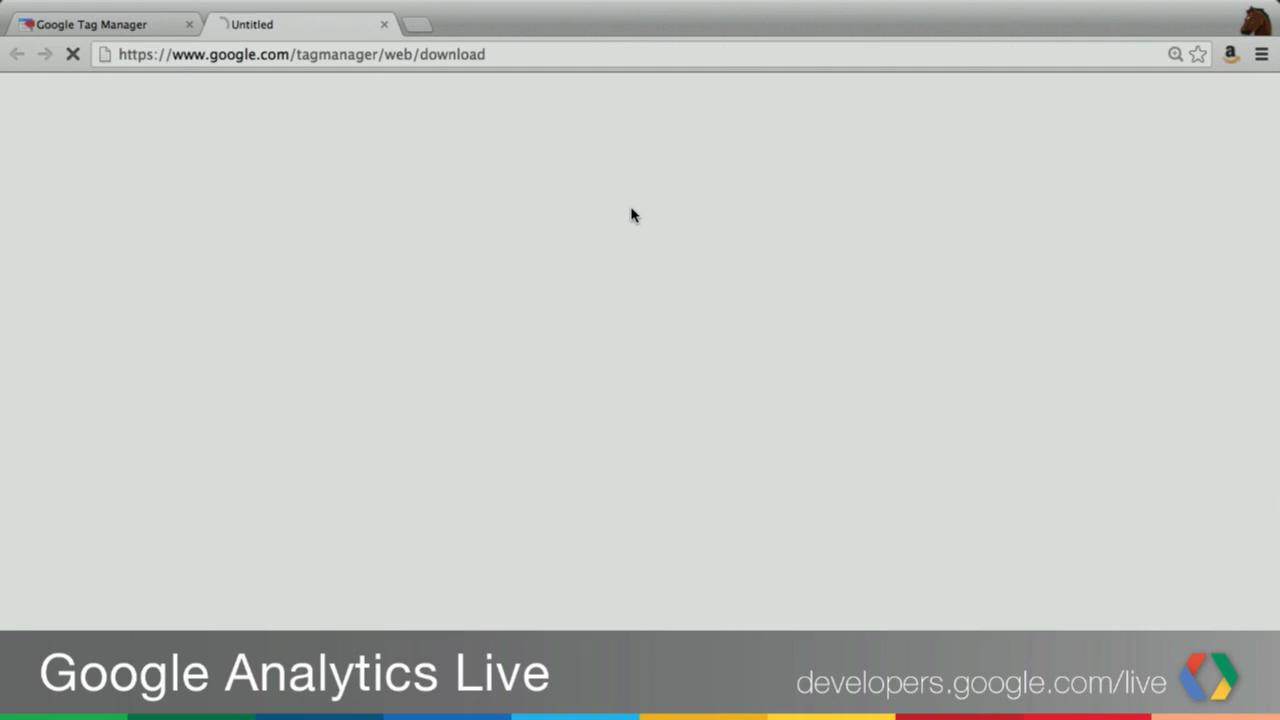 Google Tag Manager
Untitled
https://www.google.com/tagmanager/web/download
Google Analytics Live
developers.google.com/live